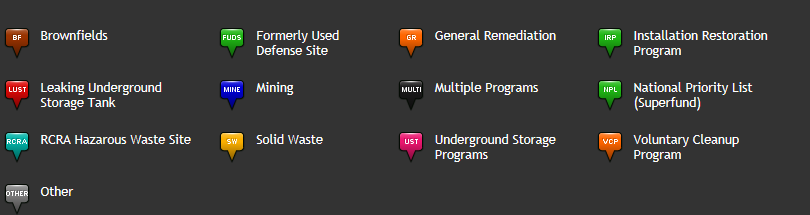 BF Brownfields
FUDS Formerly Used
Defense Site
GR General Remediation
IRP Installation Restoration
Program
LUST Leaking Underground
Storage Tank
MINE Mining
MULTI Multiple Programs
NPL National Priority List
(Superfund)
RCRA RCRA Hazarous Waste Site
SW Solid Waste
UST Underground Storage
Programs
VCP Voluntary Cleanup
Program
OTHER Other